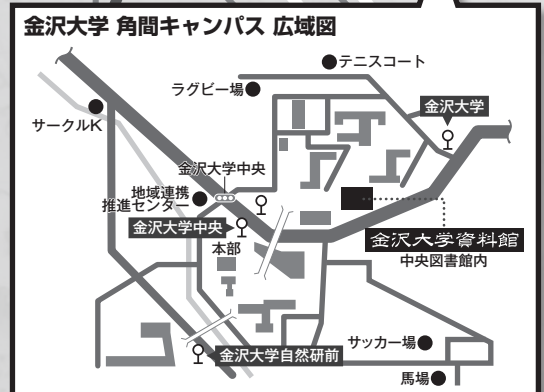 金沢大学 角間キャンパス 広域図
テニスコート
ラグビー場
金沢大学
サークルK
金沢大学中央
地域連携
推進センター
金沢大学中央
本部
金沢大学資料館
中央図書館内
サッカー場
金沢大学自然研前
馬場